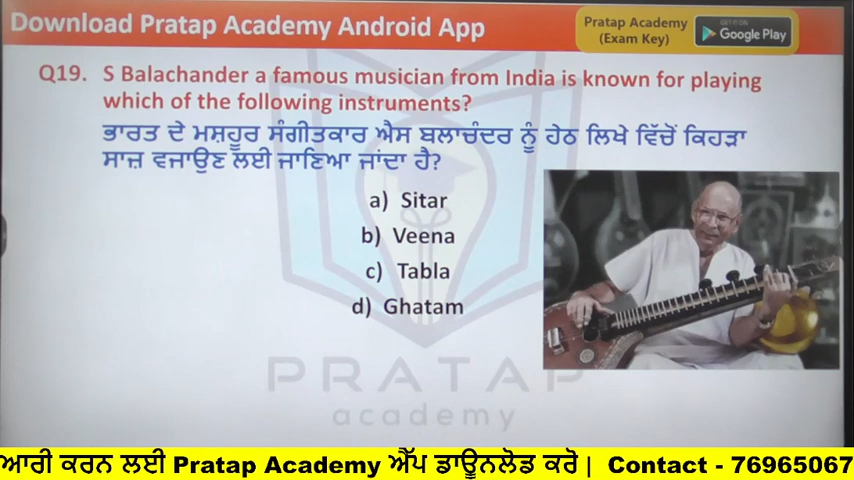 Download Pratap Academy Android App
Pratap Academy
(Exam Key)
GET IT ON
Google Play
Q19. S Balachander a famous musician from India is known for playing
which of the following instruments?
ਭਾਰਤ ਦੇ ਮਸ਼ਹੂਰ ਸੰਗੀਤਕਾਰ ਐਸ ਬਲਾਚੰਦਰ ਨੂੰ ਹੇਠ ਲਿਖੇ ਵਿੱਚੋਂ ਕਿਹੜਾ
ਸਾਜ਼ ਵਜਾਉਣ ਲਈ ਜਾਣਿਆ ਜਾਂਦਾ ਹੈ?
a) Sitar
b) Veena
c) Tabla
d) Ghatam
PRATAP
academy
ਆਰੀ ਕਰਨ ਲਈ Pratap Academy ਐੱਪ ਡਾਊਨਲੋਡ ਕਰੋ | Contact - 76965067